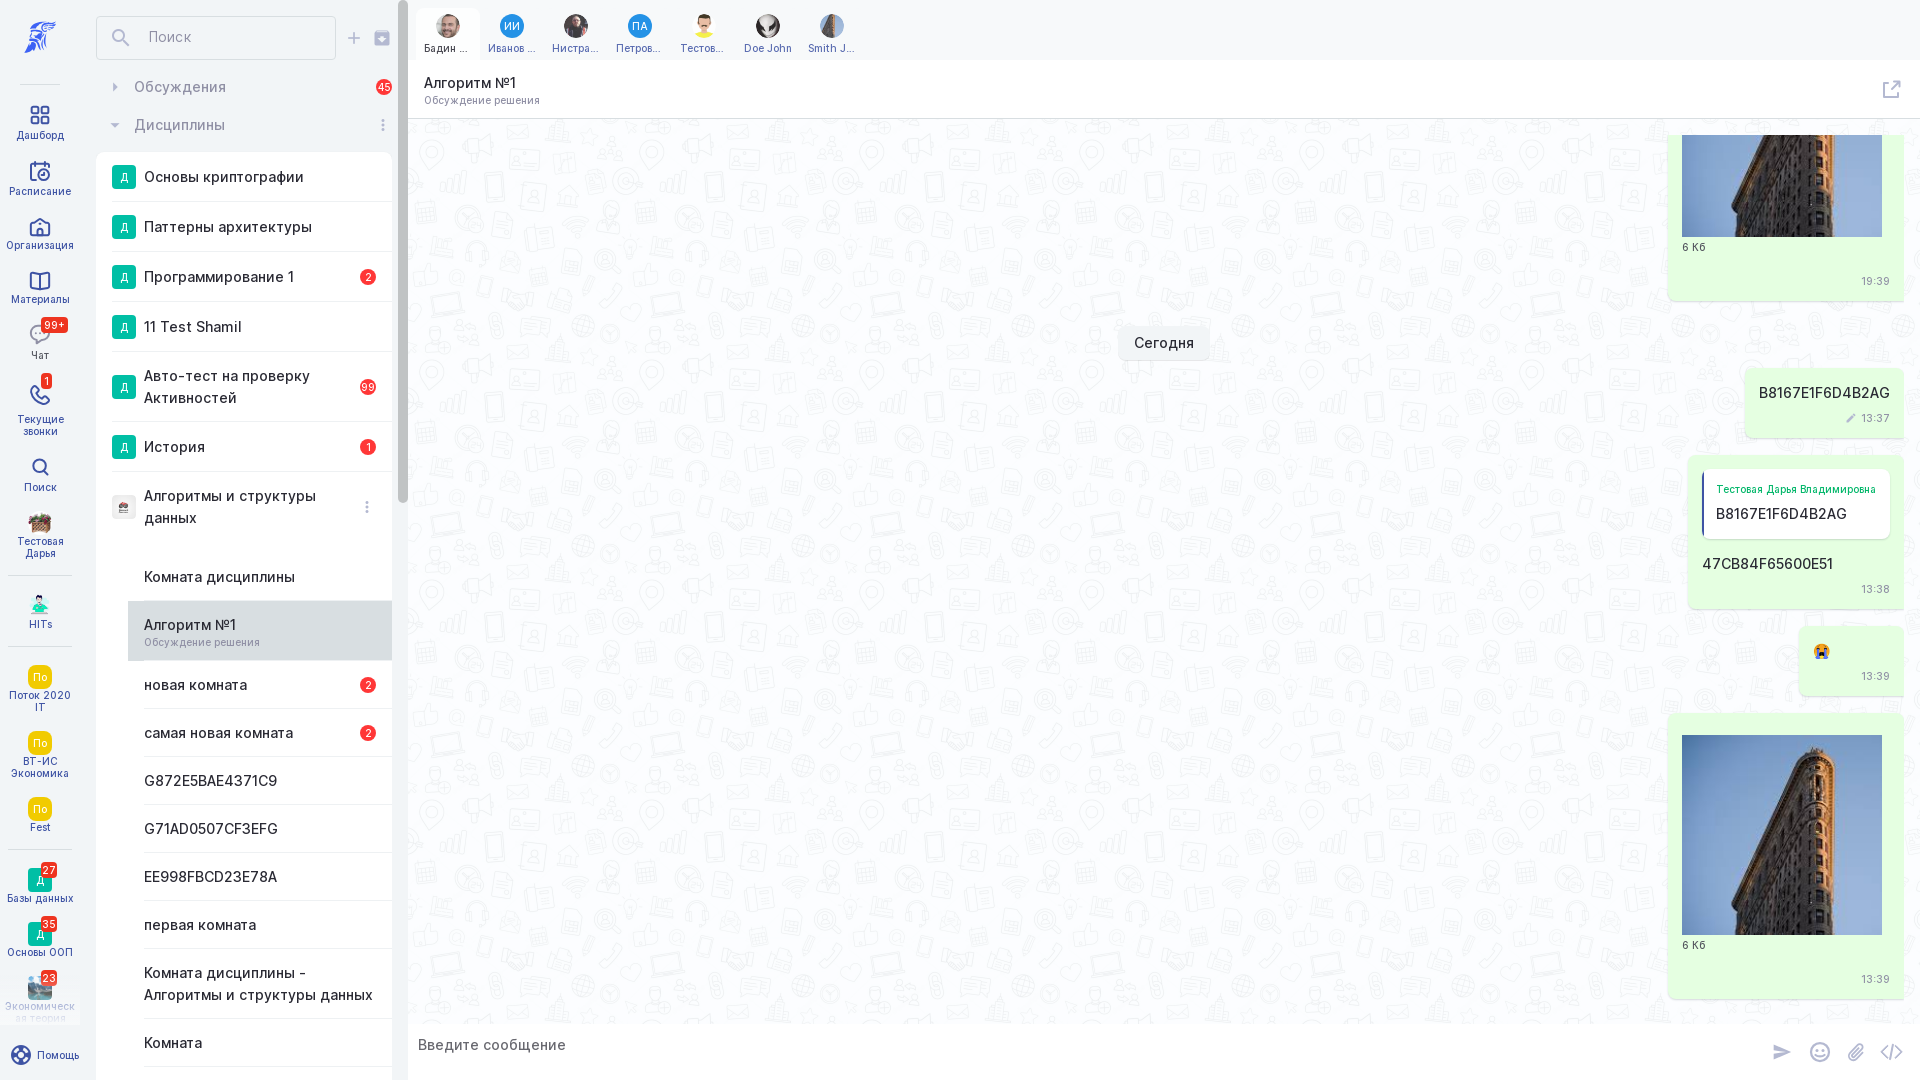 Дашборд
Расписание
Организация
Материалы
99+
Чат
1
Текущие
звонки
Поиск
Тестовая
Дарья
HITs
По
Поток 2020
IT
По
ВТ-ИС
Экономика
По
Fest
27
Д
Базы данных
35
Д
Основы ООП
23
Экономическ
ая теория
Помощь
Поиск
Обсуждения
45
Дисциплины
Д
Основы криптографии
Д
Паттерны архитектуры
Д
Программирование 1
2
Д
11 Test Shamil
Д
Авто-тест на проверку
Активностей
99
Д
История
1
Алгоритмы и структуры
данных
Комната дисциплины
Алгоритм №1
Обсуждение решения
новая комната
2
самая новая комната
2
G872E5BAE4371C9
G71AD0507CF3EFG
EE998FBCD23E78A
первая комната
Комната дисциплины -
Алгоритмы и структуры данных
Комната
Бадин ...
ИИ
Иванов ...
Нистра...
ПА
Петров...
Тестов...
Doe John
Smith J...
Алгоритм №1
Обсуждение решения
6 Кб
19:39
Сегодня
B8167E1F6D4B2AG
13:37
Тестовая Дарья Владимировна
B8167E1F6D4B2AG
47CB84F65600E51
13:38
13:39
6 Кб
13:39
Введите сообщение